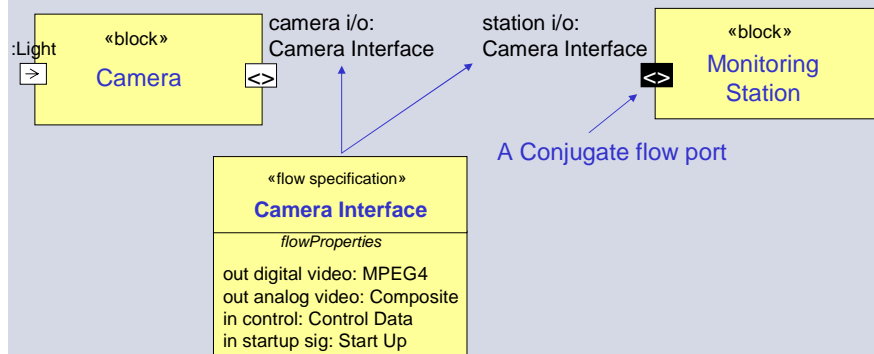 :Light
«block»
Camera
<>
camera i/o:
Camera Interface
station i/o:
Camera Interface
<>
«block»
Monitoring
Station
A Conjugate flow port
«flow specification»
Camera Interface
flowProperties
out digital video: MPEG4
out analog video: Composite
in control: Control Data
in startup sig: Start Up